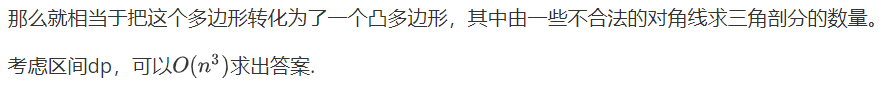 那么就相当于把这个多边形转化为了一个凸多边形，其中由一些不合法的对角线求三角剖分的数量。
考虑区间dp，可以O(n³)求出答案.